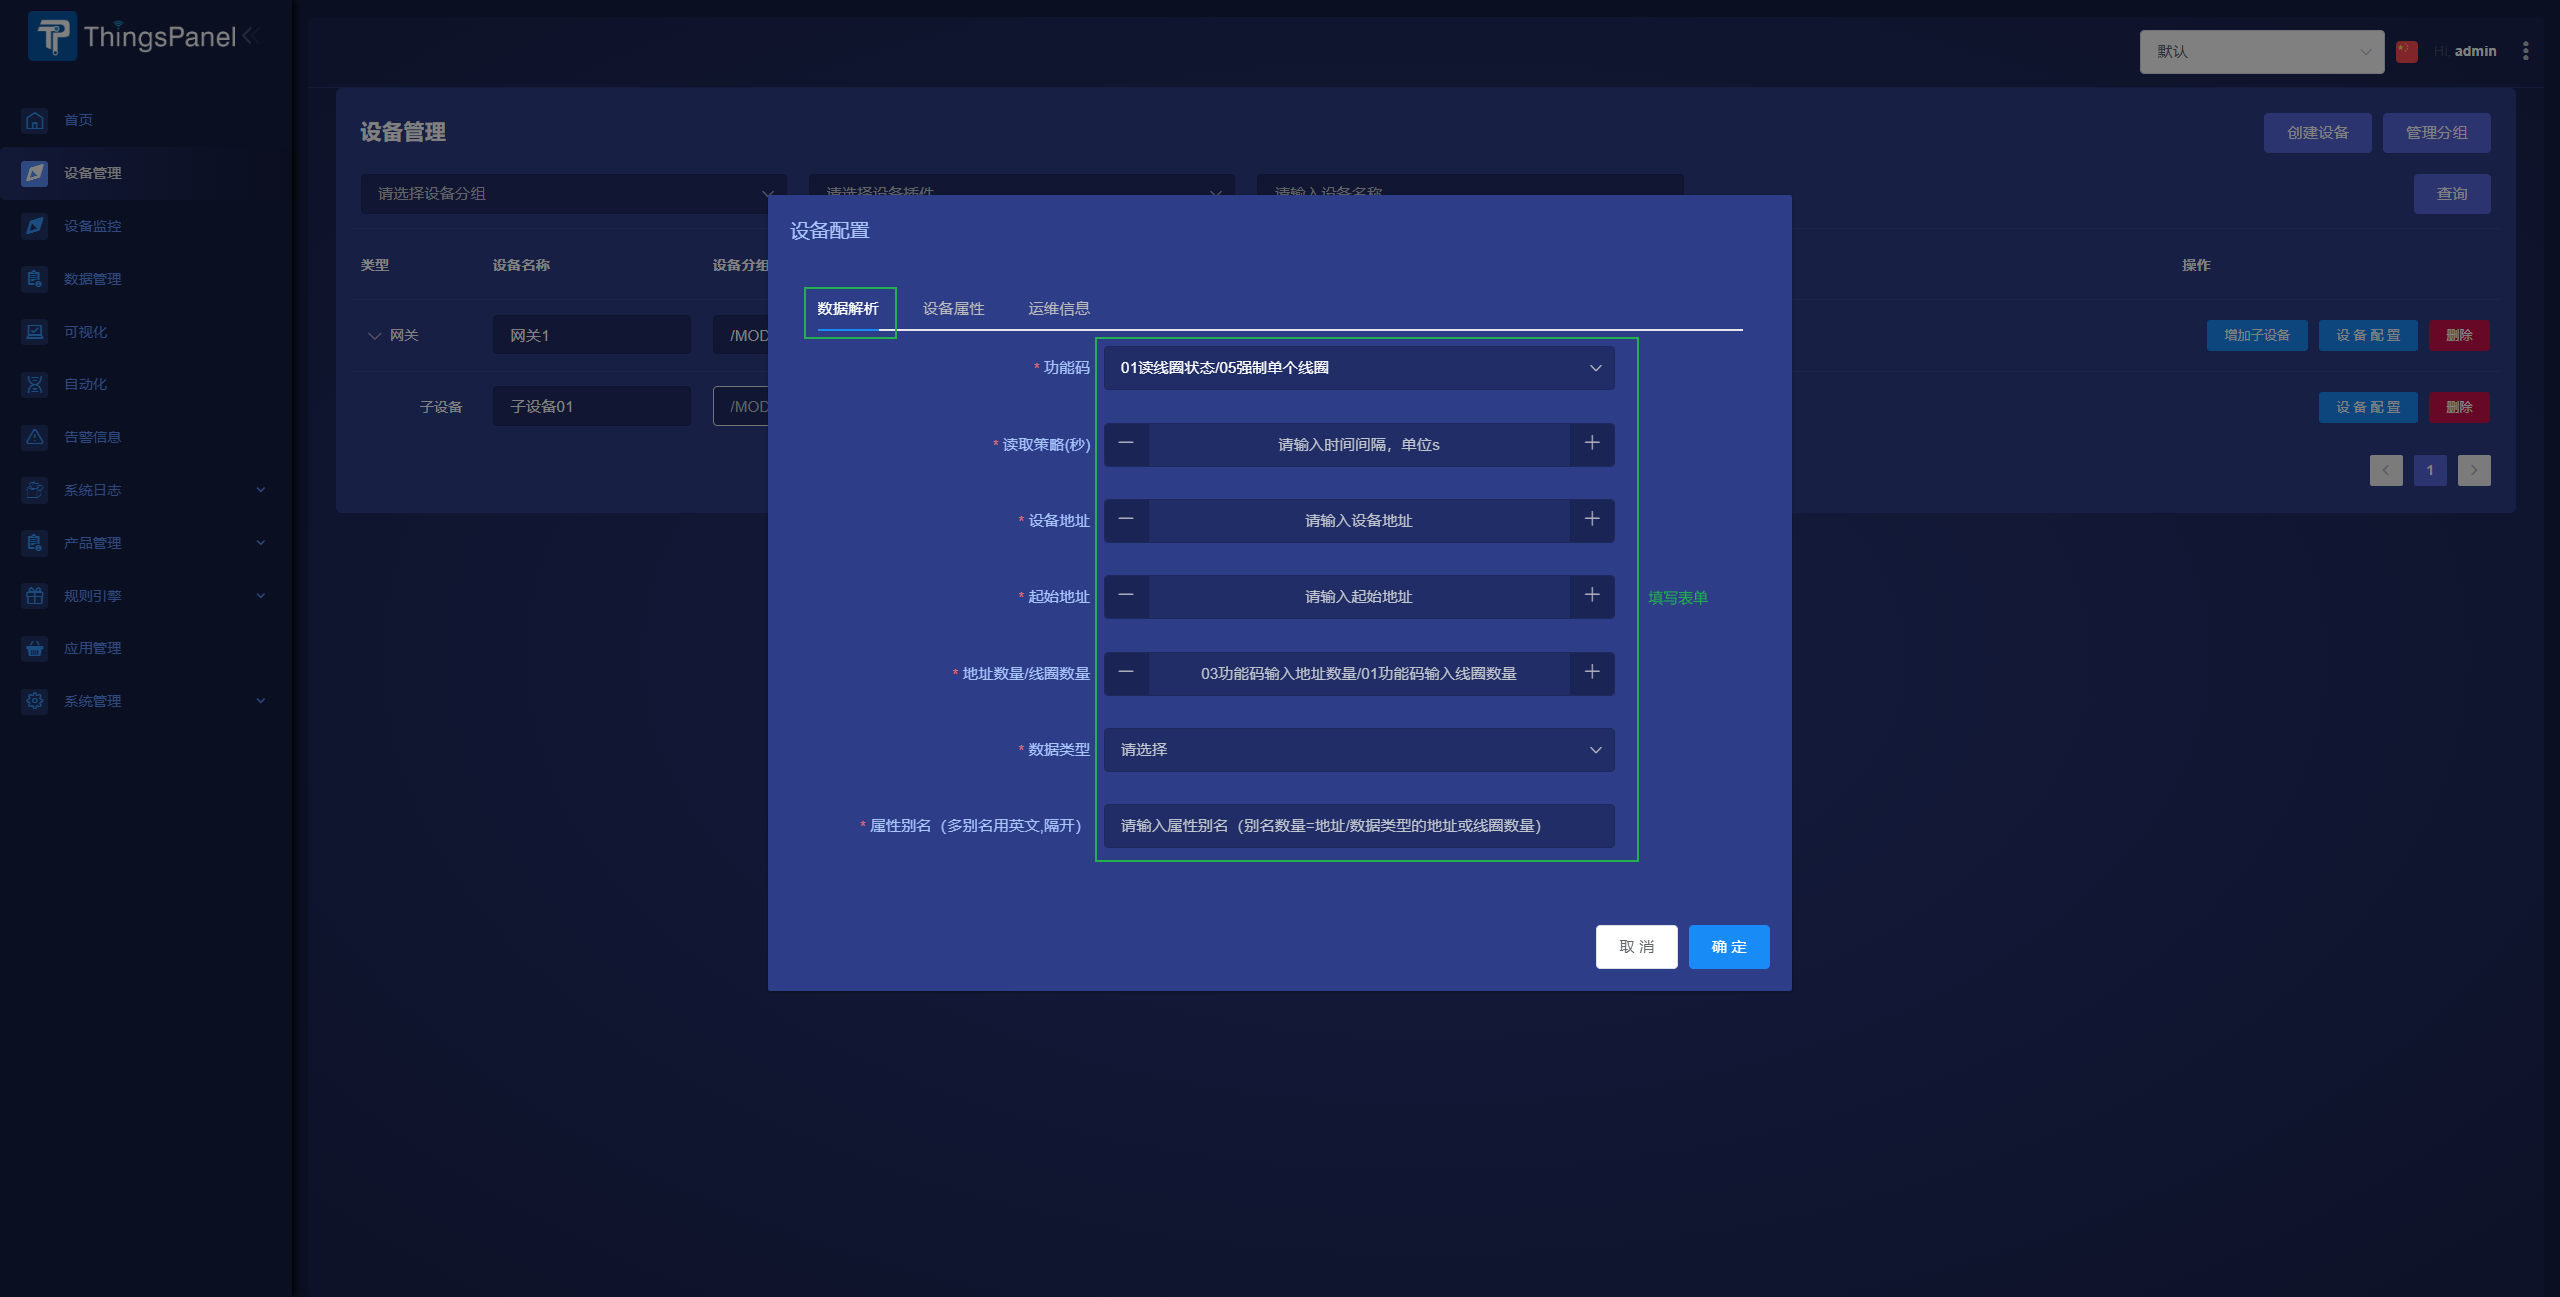 ThingsPanel
默认
Hi, admin
首页
设备管理
设备监控
数据管理
可视化
自动化
告警信息
系统日志
产品管理
规则引擎
应用管理
系统管理
设备管理
创建设备
管理分组
请选择设备分组
请选择设备插件
请输入设备名称
查询
类型
设备名称
设备分组
操作
网关
网关1
/MOD
增加子设备
设备配置
删除
子设备
子设备01
/MOD
设备配置
删除
1
设备配置
数据解析
设备属性
运维信息
* 功能码
01读线圈状态/05强制单个线圈
* 读取策略(秒)
请输入时间间隔，单位s
* 设备地址
请输入设备地址
* 起始地址
请输入起始地址
填写表单
* 地址数量/线圈数量
03功能码输入地址数量/01功能码输入线圈数量
* 数据类型
请选择
* 属性别名（多别名用英文,隔开）
请输入属性别名（别名数量=地址/数据类型的地址或线圈数量）
取消
确定